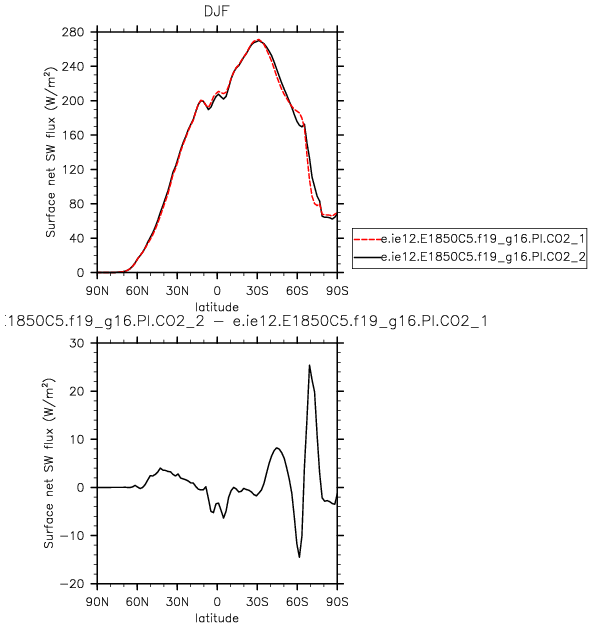 DJF
Surface net SW flux (W/m²)
280
240
200
160
120
80
40
0
90N 60N 30N 0 30S 60S 90S
latitude
e.ie12.E1850C5.f19_g16.PI.CO2_1
e.ie12.E1850C5.f19_g16.PI.CO2_2
:1850C5.f19_g16.PI.CO2_2 – e.ie12.E1850C5.f19_g16.PI.CO2_1
Surface net SW flux (W/m²)
30
20
10
0
−10
−20
90N 60N 30N 0 30S 60S 90S
latitude